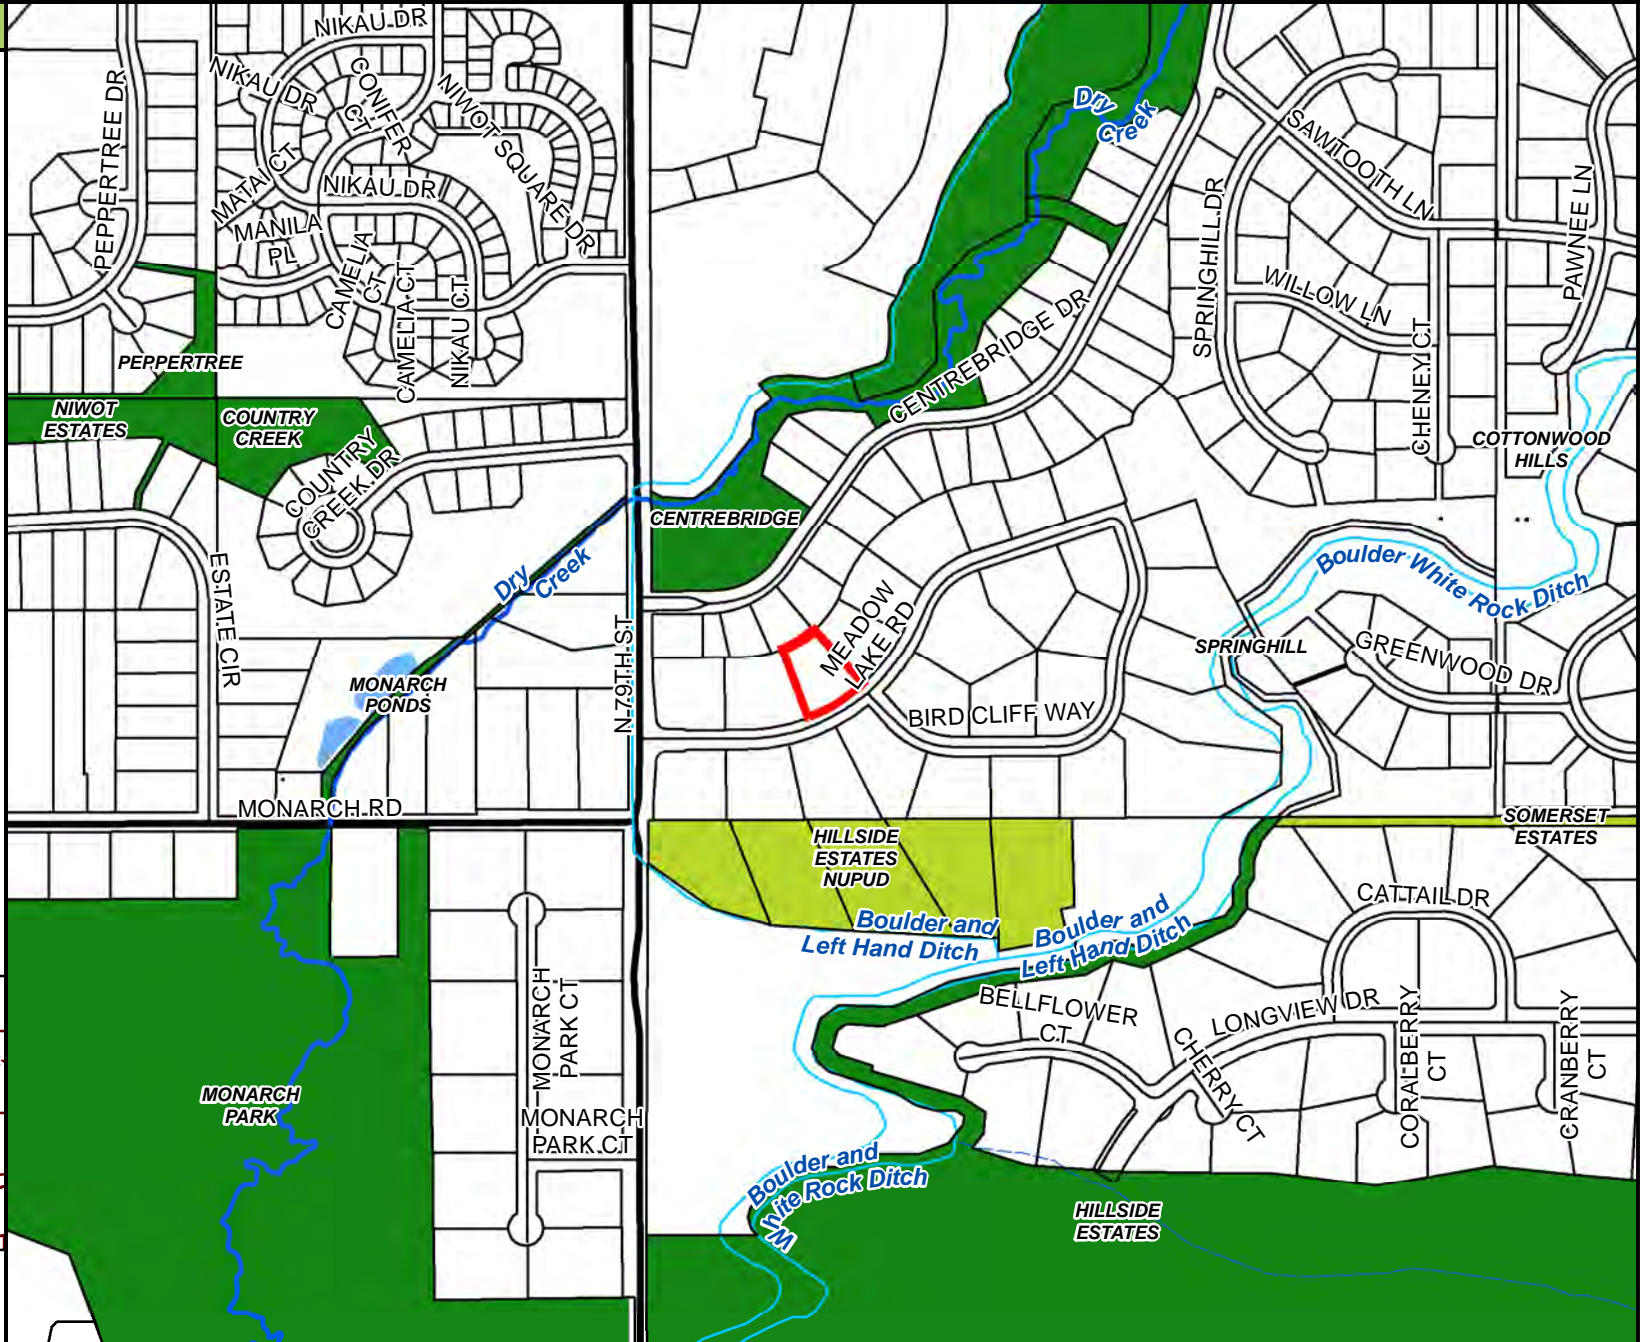 NIKAU DR
NIKAU DR
CONIFER
CT
NIWOT SQUARE DR
PEPPERTREE DR
MATAI CT
NIKAU DR
MANILA
PL
CAMELIA
CT
CAMELIA CT
NIKAU CT
PEPPERTREE
NIWOT
ESTATES
COUNTRY
CREEK
COUNTRY
CREEK DR
ESTATE CIR
Dry
Creek
MONARCH
PONDS
MONARCH RD
N 79TH ST
Dry
Creek
CENTREBRIDGE DR
CENTREBRIDGE
SPRINGHILL DR
SAWTOOTH LN
WILLOW LN
CHENEY CT
PAWNEE LN
COTTONWOOD
HILLS
Boulder White Rock Ditch
SPRINGHILL
GREENWOOD DR
MEADOW
LAKE RD
BIRD CLIFF WAY
SOMERSET
ESTATES
HILLSIDE
ESTATES
NUPUD
Boulder and
Left Hand Ditch
Boulder and
Left Hand Ditch
CATTAIL DR
BELLFLOWER
CT
LONGVIEW DR
CHERRY CT
CORALBERRY
CT
CRANBERRY
CT
MONARCH
PARK CT
MONARCH
PARK CT
MONARCH
PARK
Boulder and
White Rock Ditch
HILLSIDE
ESTATES